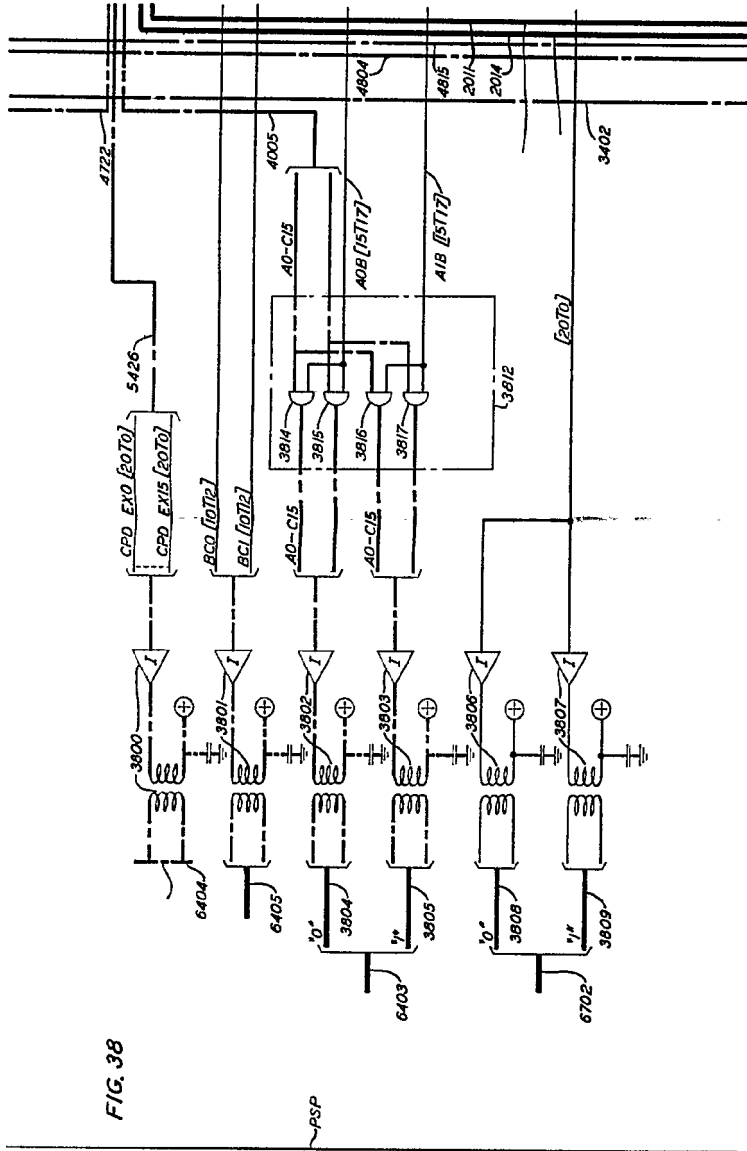 4722
4804
4815
2011
2014
3402
4005
5426
CPD EX0 [20T0]
CPD EX15 [20T0]
BC0 [10T12]
BC1 [10T12]
A0-C15
A0B [15T17]
A1B [15T17]
[20T0]
3812
3814
3815
3816
3817
A0-C15
A0-C15
I
I
I
I
I
I
3800
3801
3802
3803
3806
3807
6404
6405
"0"
3804
"1"
3805
6403
"0"
3808
"1"
3809
6702
FIG. 38
PSP